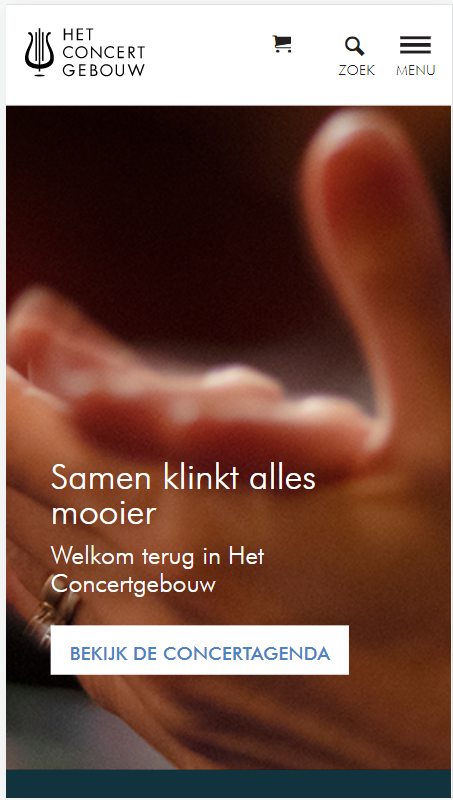 HET
CONCERT
GEBOUW
ZOEK
MENU
Samen klinkt alles
mooier
Welkom terug in Het
Concertgebouw
BEKIJK DE CONCERTAGENDA